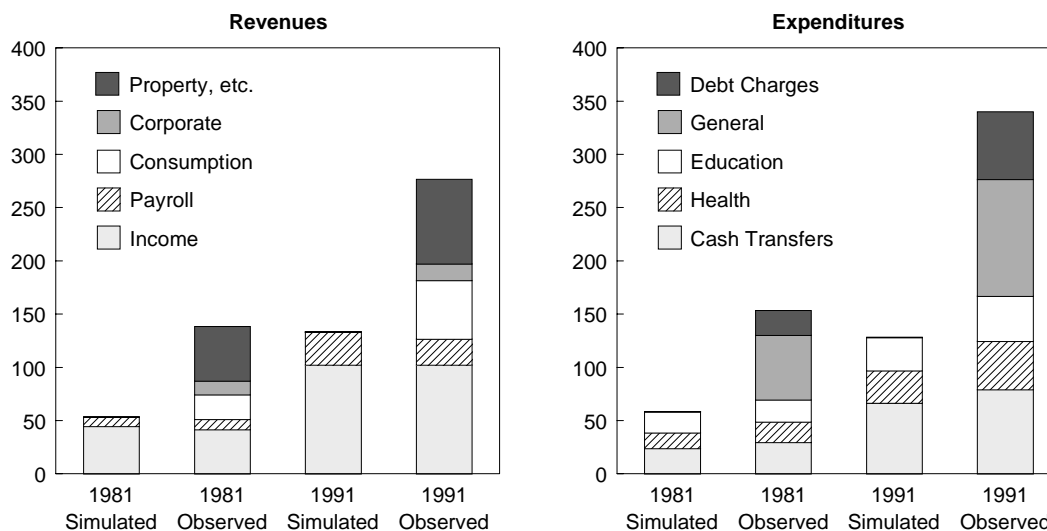 Revenues
400
350
300
250
200
150
100
50
0
Property, etc.
Corporate
Consumption
Payroll
Income
1981 1981 1991 1991
Simulated Observed Simulated Observed
Expenditures
400
350
300
250
200
150
100
50
0
Debt Charges
General
Education
Health
Cash Transfers
1981 1981 1991 1991
Simulated Observed Simulated Observed